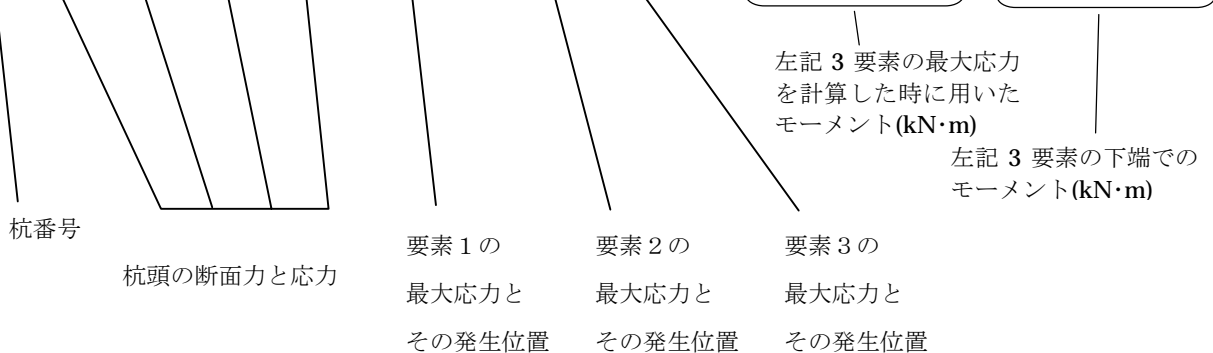 左記 3 要素の最大応力
を計算した時に用いた
モーメント(kN･m)
左記 3 要素の下端での
モーメント(kN･m)
杭番号
杭頭の断面力と応力
要素１の
最大応力と
その発生位置
要素２の
最大応力と
その発生位置
要素３の
最大応力と
その発生位置